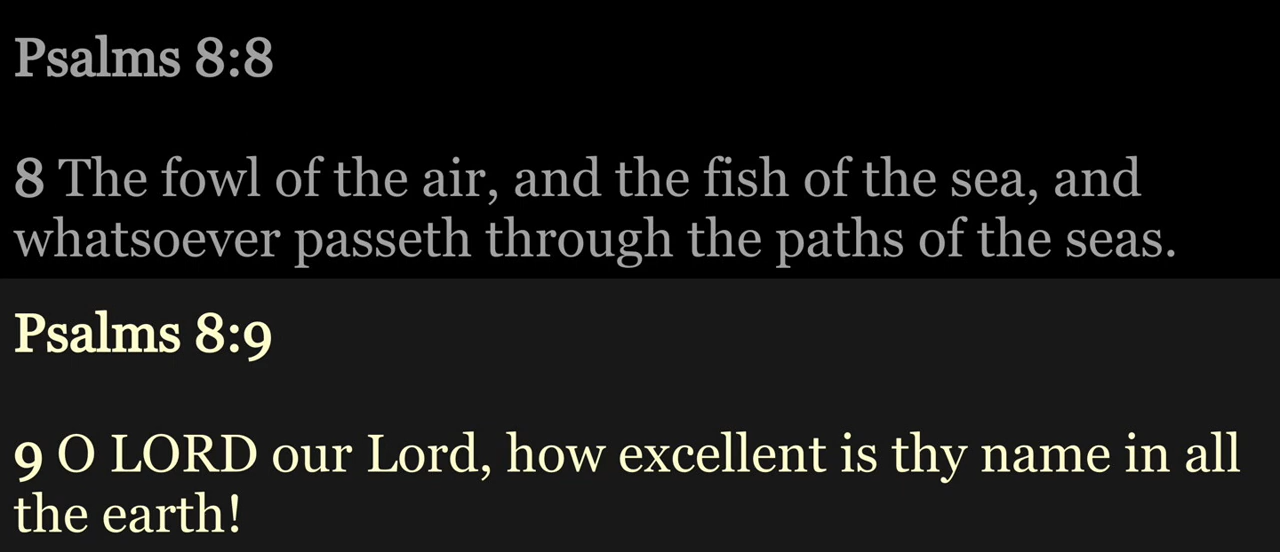 Psalms 8:8
8 The fowl of the air, and the fish of the sea, and
whatsoever passeth through the paths of the seas.
Psalms 8:9
9 O LORD our Lord, how excellent is thy name in all
the earth!